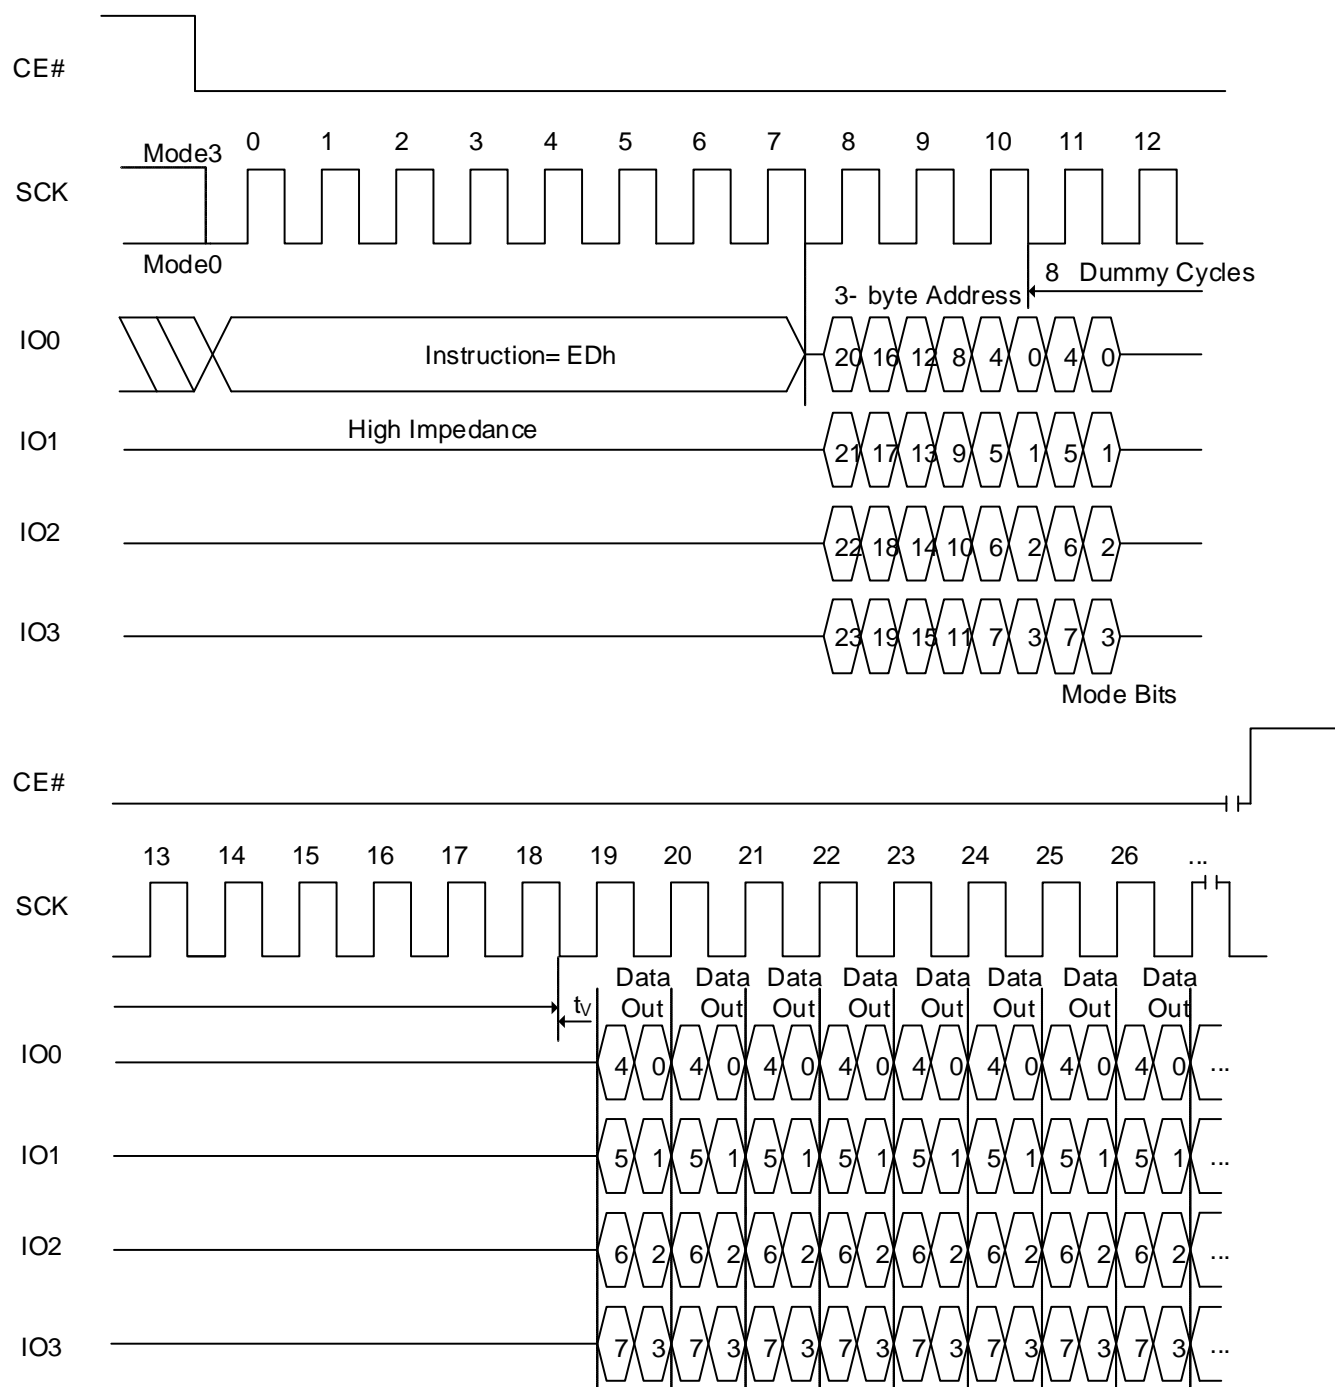 CE#
0 1 2 3 4 5 6 7 8 9 10 11 12
Mode3
SCK
Mode0
8 Dummy Cycles
3- byte Address
IO0
Instruction= EDh
20 16 12 8 4 0 4 0
High Impedance
IO1
21 17 13 9 5 1 5 1
IO2
22 18 14 10 6 2 6 2
IO3
23 19 15 11 7 3 7 3
Mode Bits
CE#
13 14 15 16 17 18 19 20 21 22 23 24 25 26 ...
SCK
Data Data Data Data Data Data Data Data
tV Out Out Out Out Out Out Out Out
IO0
4 0 4 0 4 0 4 0 4 0 4 0 4 0 4 0 ...
IO1
5 1 5 1 5 1 5 1 5 1 5 1 5 1 5 1 ...
IO2
6 2 6 2 6 2 6 2 6 2 6 2 6 2 6 2 ...
IO3
7 3 7 3 7 3 7 3 7 3 7 3 7 3 7 3 ...